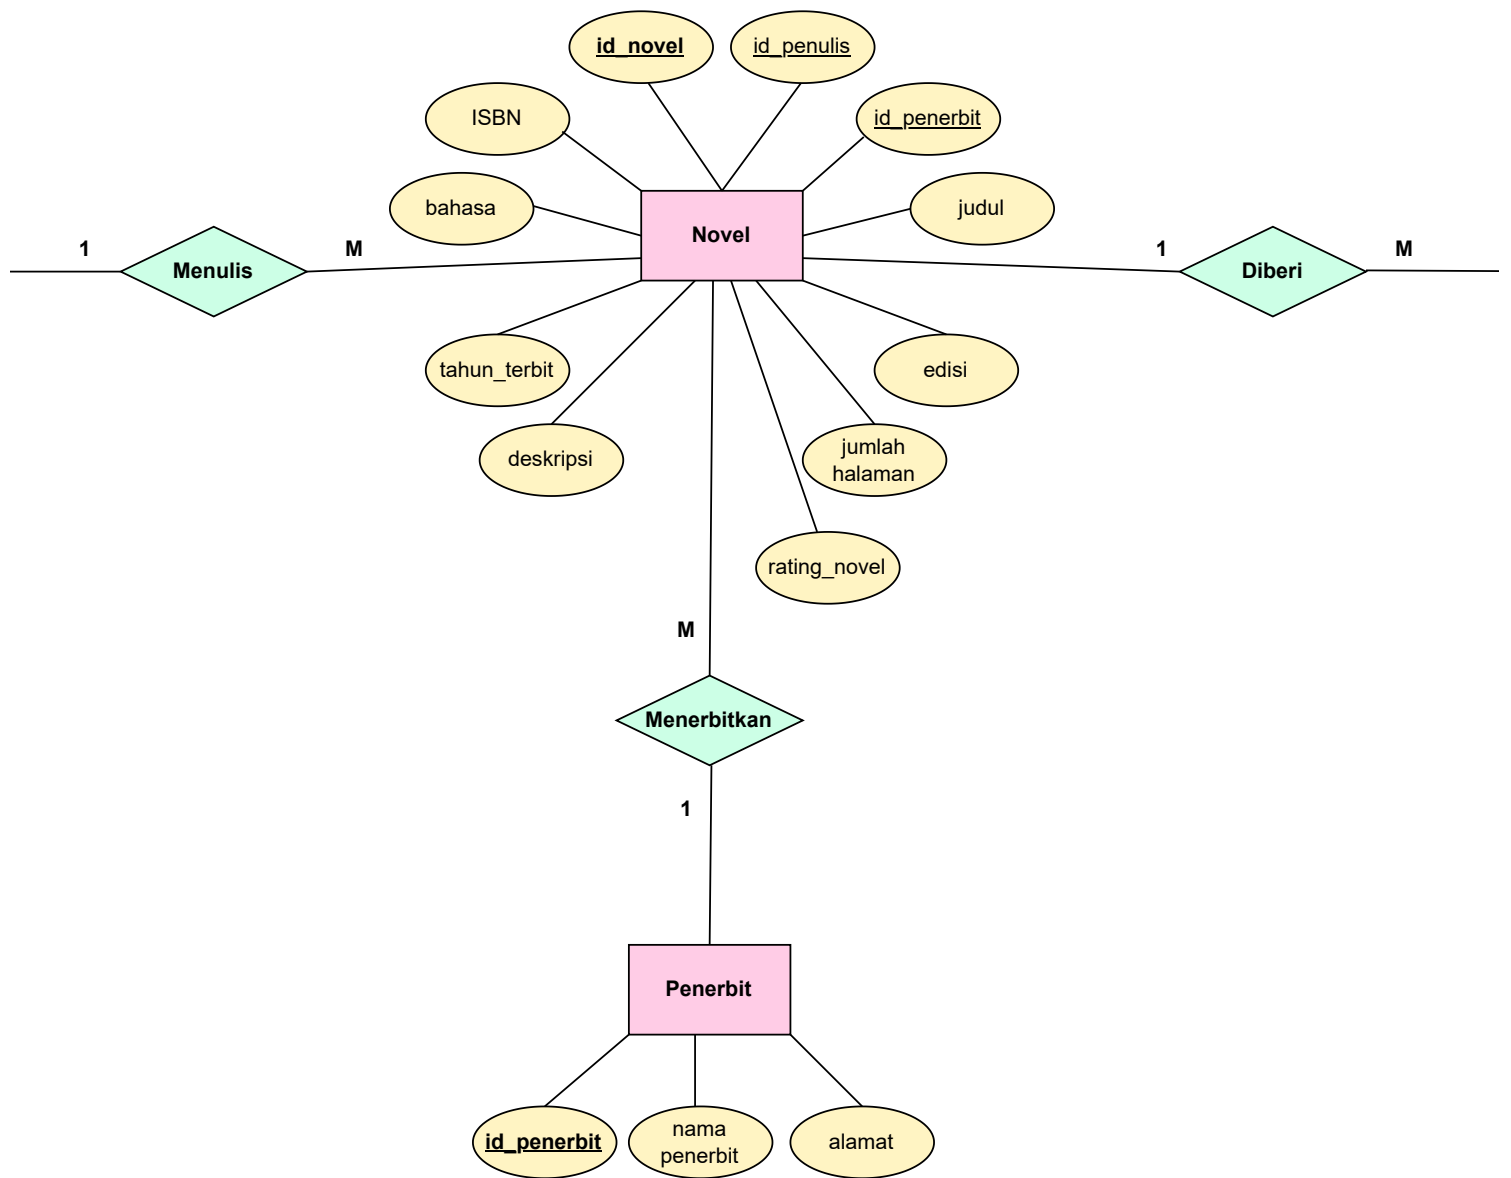 id_novel
id_penulis
ISBN
id_penerbit
bahasa
judul
Novel
1
M
1
M
Menulis
Diberi
tahun_terbit
edisi
deskripsi
jumlah
halaman
rating_novel
M
Menerbitkan
1
Penerbit
id_penerbit
nama
penerbit
alamat